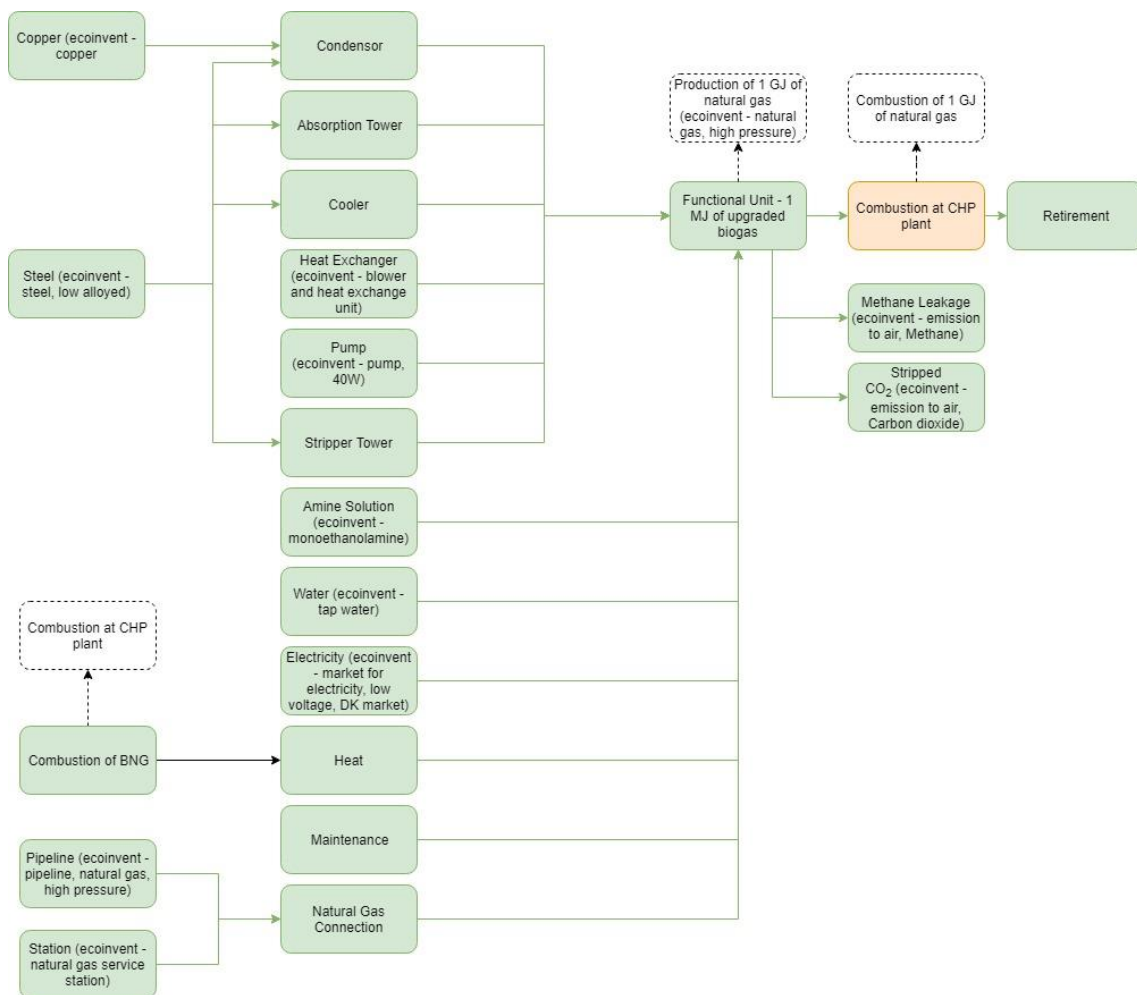 Copper (ecoinvent -
copper
Condensor
Production of 1 GJ of
natural gas
(ecoinvent - natural
gas, high pressure)
Combustion of 1 GJ
of natural gas
Absorption Tower
Cooler
Functional Unit - 1
MJ of upgraded
biogas
Combustion at CHP
plant
Retirement
Steel (ecoinvent -
steel, low alloyed)
Heat Exchanger
(ecoinvent - blower
and heat exchange
unit)
Methane Leakage
(ecoinvent - emission
to air, Methane)
Pump
(ecoinvent - pump,
40W)
Stripped
CO₂ (ecoinvent -
emission to air,
Carbon dioxide)
Stripper Tower
Amine Solution
(ecoinvent -
monoethanolamine)
Water (ecoinvent -
tap water)
Combustion at CHP
plant
Electricity (ecoinvent
- market for
electricity, low
voltage, DK market)
Combustion of BNG
Heat
Maintenance
Pipeline (ecoinvent -
pipeline, natural gas,
high pressure)
Natural Gas
Connection
Station (ecoinvent -
natural gas service
station)